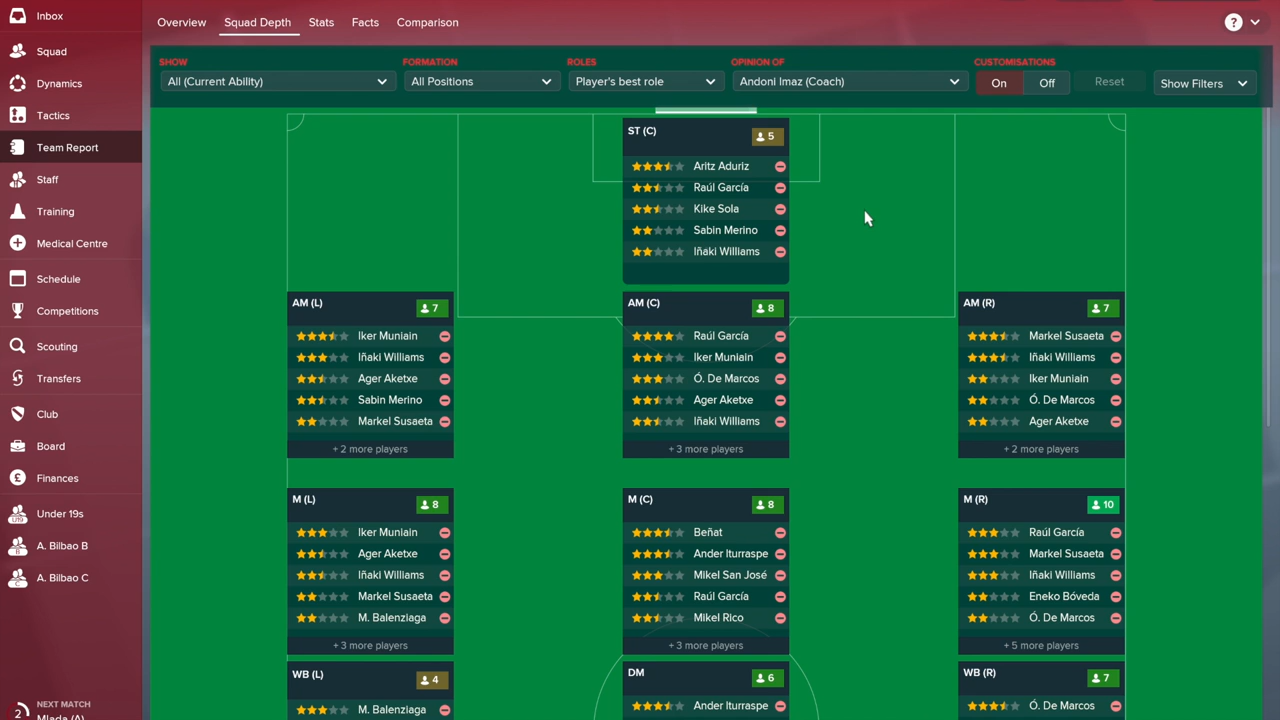 Inbox
Squad
Dynamics
Tactics
Team Report
Staff
Training
Medical Centre
Schedule
Competitions
Scouting
Transfers
Club
Board
Finances
U19
Under 19s
B
A. Bilbao B
C
A. Bilbao C
2
NEXT MATCH
Mlada (A)
Overview
Squad Depth
Stats
Facts
Comparison
?
SHOW
All (Current Ability)
FORMATION
All Positions
ROLES
Player's best role
OPINION OF
Andoni Imaz (Coach)
CUSTOMISATIONS
On
Off
Reset
Show Filters
ST (C)
5
Aritz Aduriz
Raúl García
Kike Sola
Sabin Merino
Iñaki Williams
AM (L)
7
Iker Muniain
Iñaki Williams
Ager Aketxe
Sabin Merino
Markel Susaeta
+ 2 more players
AM (C)
8
Raúl García
Iker Muniain
Ó. De Marcos
Ager Aketxe
Iñaki Williams
+ 3 more players
AM (R)
7
Markel Susaeta
Iñaki Williams
Iker Muniain
Ó. De Marcos
Ager Aketxe
+ 2 more players
M (L)
8
Iker Muniain
Ager Aketxe
Iñaki Williams
Markel Susaeta
M. Balenziaga
+ 3 more players
M (C)
8
Beñat
Ander Iturraspe
Mikel San José
Raúl García
Mikel Rico
+ 3 more players
M (R)
10
Raúl García
Markel Susaeta
Iñaki Williams
Eneko Bóveda
Ó. De Marcos
+ 5 more players
WB (L)
4
M. Balenziaga
DM
6
Ander Iturraspe
WB (R)
7
Ó. De Marcos